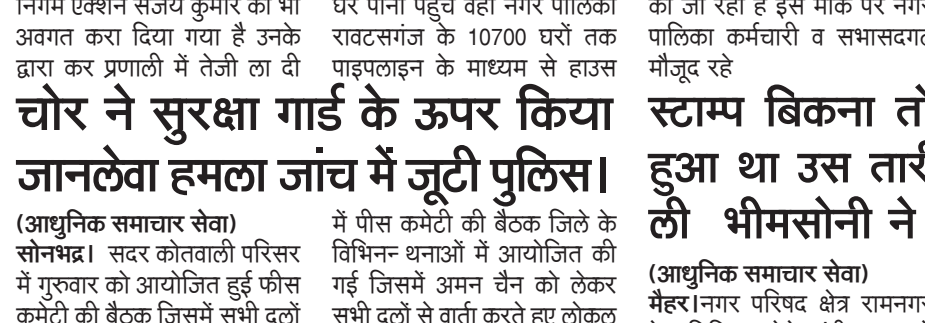 निगम एक्शन संजय कुमार को भी
अवगत करा दिया गया है उनके
द्वारा कर प्रणाली में तेजी ला दी
घर पानी पहुंचे वहीं नगर पालिका
रावटसगंज के 10700 घरों तक
पाइपलाइन के माध्यम से हाउस
की जा रही है इस मौके पर नगर
पालिका कर्मचारी व सभासदगण
मौजूद रहे
चोर ने सुरक्षा गार्ड के ऊपर किया
जानलेवा हमला जांच में जूटी पुलिस।
(आधुनिक समाचार सेवा)
सोनभद्र। सदर कोतवाली परिसर
में गुरुवार को आयोजित हुई फीस
कमेटी की बैठक जिसमें सभी दलों
में पीस कमेटी की बैठक जिले के
विभिनन्‍ थनाओं में आयोजित की
गई जिसमें अमन चैन को लेकर
सभी दलों से वार्ता करते हुए लोकल
स्टाम्प बिकना तो
हुआ था उस
ली भीमसोनी ने
(आधुनिक समाचार सेवा)
मैहर।नगर परिषद क्षेत्र रामनगर